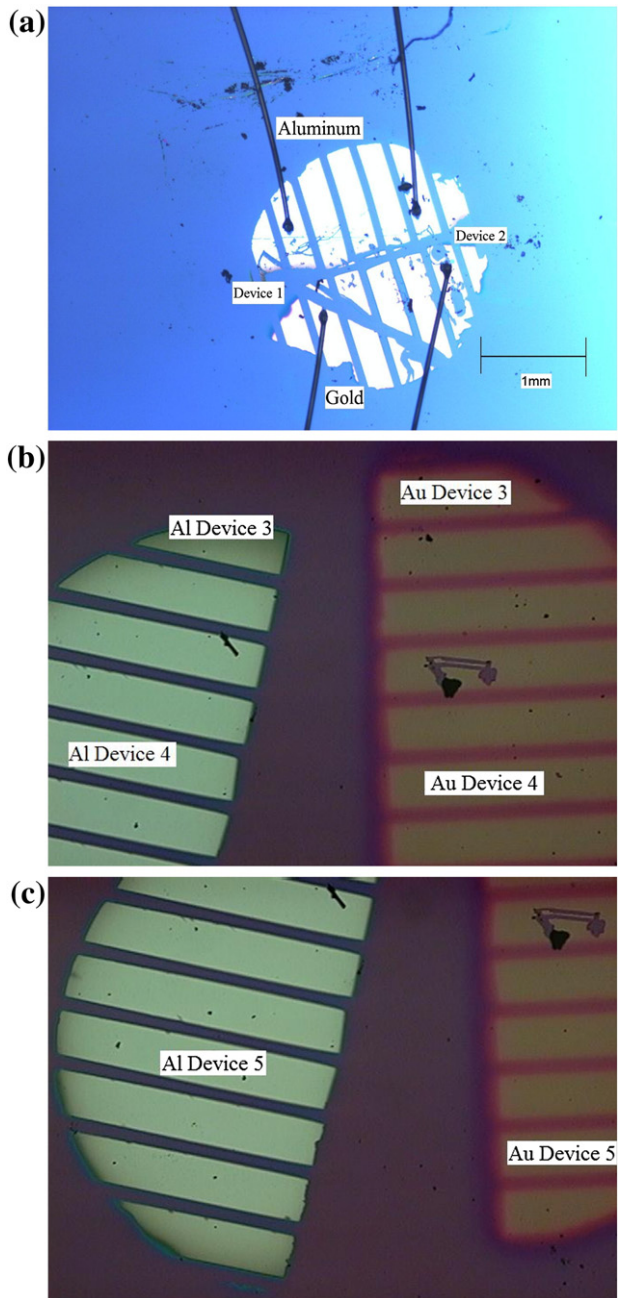 (a)
Aluminum
Device 2
Device 1
1mm
Gold
(b)
Au Device 3
Al Device 3
Al Device 4
Au Device 4
(c)
Al Device 5
Au Device 5